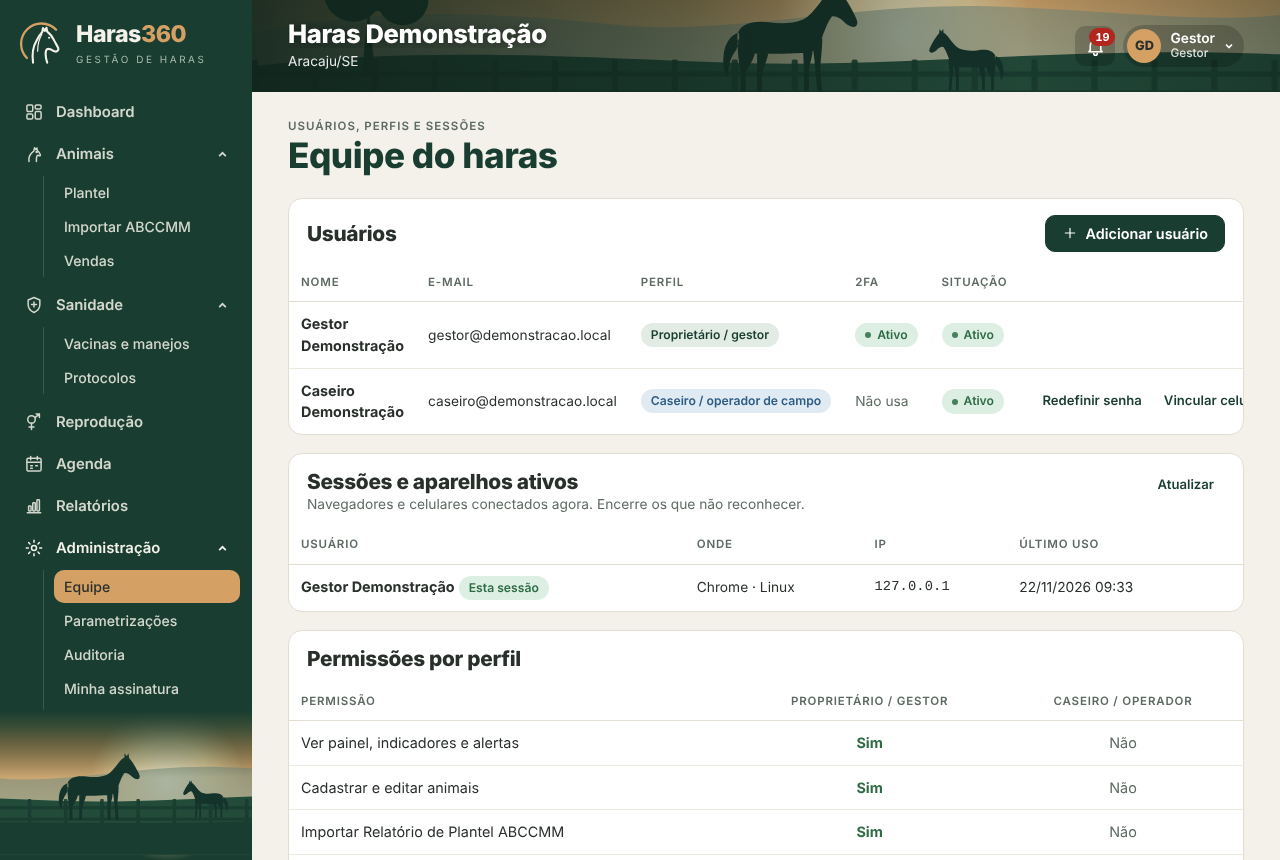 Haras360
GESTÃO DE HARAS
Dashboard
Animais
Plantel
Importar ABCCMM
Vendas
Sanidade
Vacinas e manejos
Protocolos
Reprodução
Agenda
Relatórios
Administração
Equipe
Parametrizações
Auditoria
Minha assinatura
Haras Demonstração
Aracaju/SE
19
GD
Gestor
Gestor
USUÁRIOS, PERFIS E SESSÕES
Equipe do haras
Usuários
+ Adicionar usuário
NOME E-MAIL PERFIL 2FA SITUAÇÃO
Gestor Demonstração gestor@demonstracao.local Proprietário / gestor Ativo Ativo
Caseiro Demonstração caseiro@demonstracao.local Caseiro / operador de campo Não usa Ativo Redefinir senha Vincular
Sessões e aparelhos ativos
Atualizar
Navegadores e celulares conectados agora. Encerre os que não reconhecer.
USUÁRIO ONDE IP ÚLTIMO USO
Gestor Demonstração Esta sessão Chrome · Linux 127.0.0.1 22/11/2026 09:33
Permissões por perfil
PERMISSÃO PROPRIETÁRIO / GESTOR CASEIRO / OPERADOR
Ver painel, indicadores e alertas Sim Não
Cadastrar e editar animais Sim Não
Importar Relatório de Plantel ABCCMM Sim Não